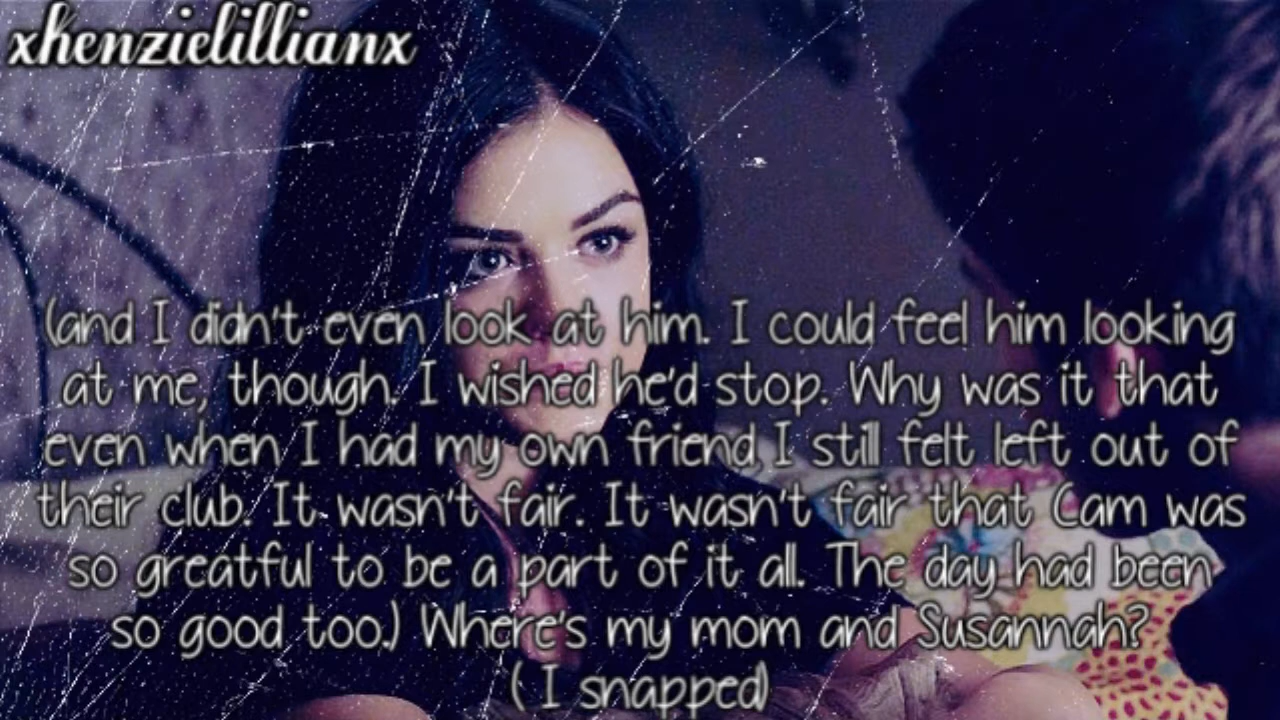 xhenzielillianx
(and I didn't even look at him. I could feel him looking
at me, though. I wished he'd stop. Why was it that
even when I had my own friend I still felt left out of
their club. It wasn't fair. It wasn't fair that Cam was
so greatful to be a part of it all. The day had been
so good too.) Where's my mom and Susannah?
( I snapped)